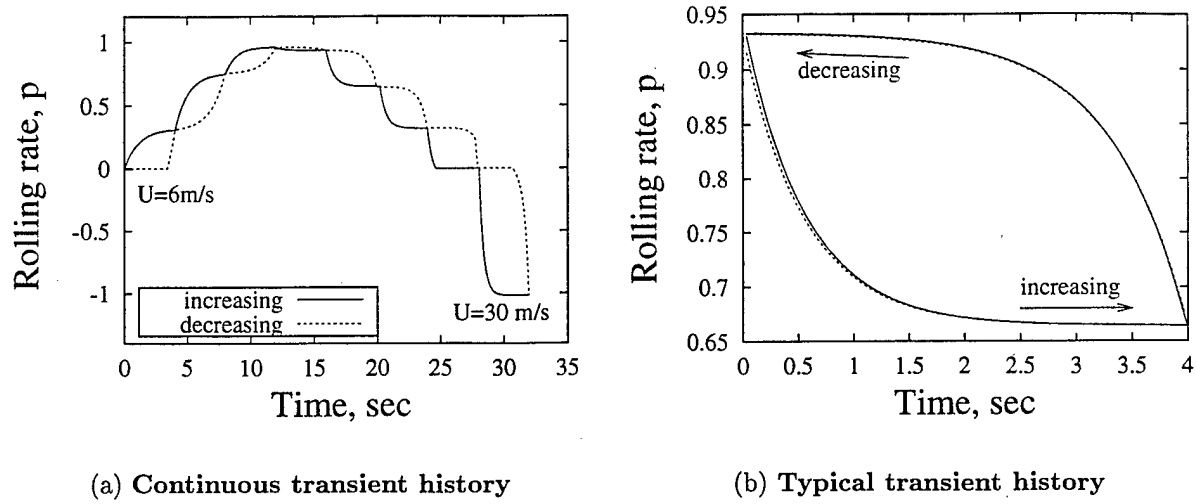 Rolling rate, p
1
0.5
0
-0.5
-1
U=6m/s
increasing
decreasing
U=30 m/s
0 5 10 15 20 25 30 35
Time, sec
(a) Continuous transient history
Rolling rate, p
0.95
0.9
0.85
0.8
0.75
0.7
0.65
decreasing
increasing
0 0.5 1 1.5 2 2.5 3 3.5 4
Time, sec
(b) Typical transient history